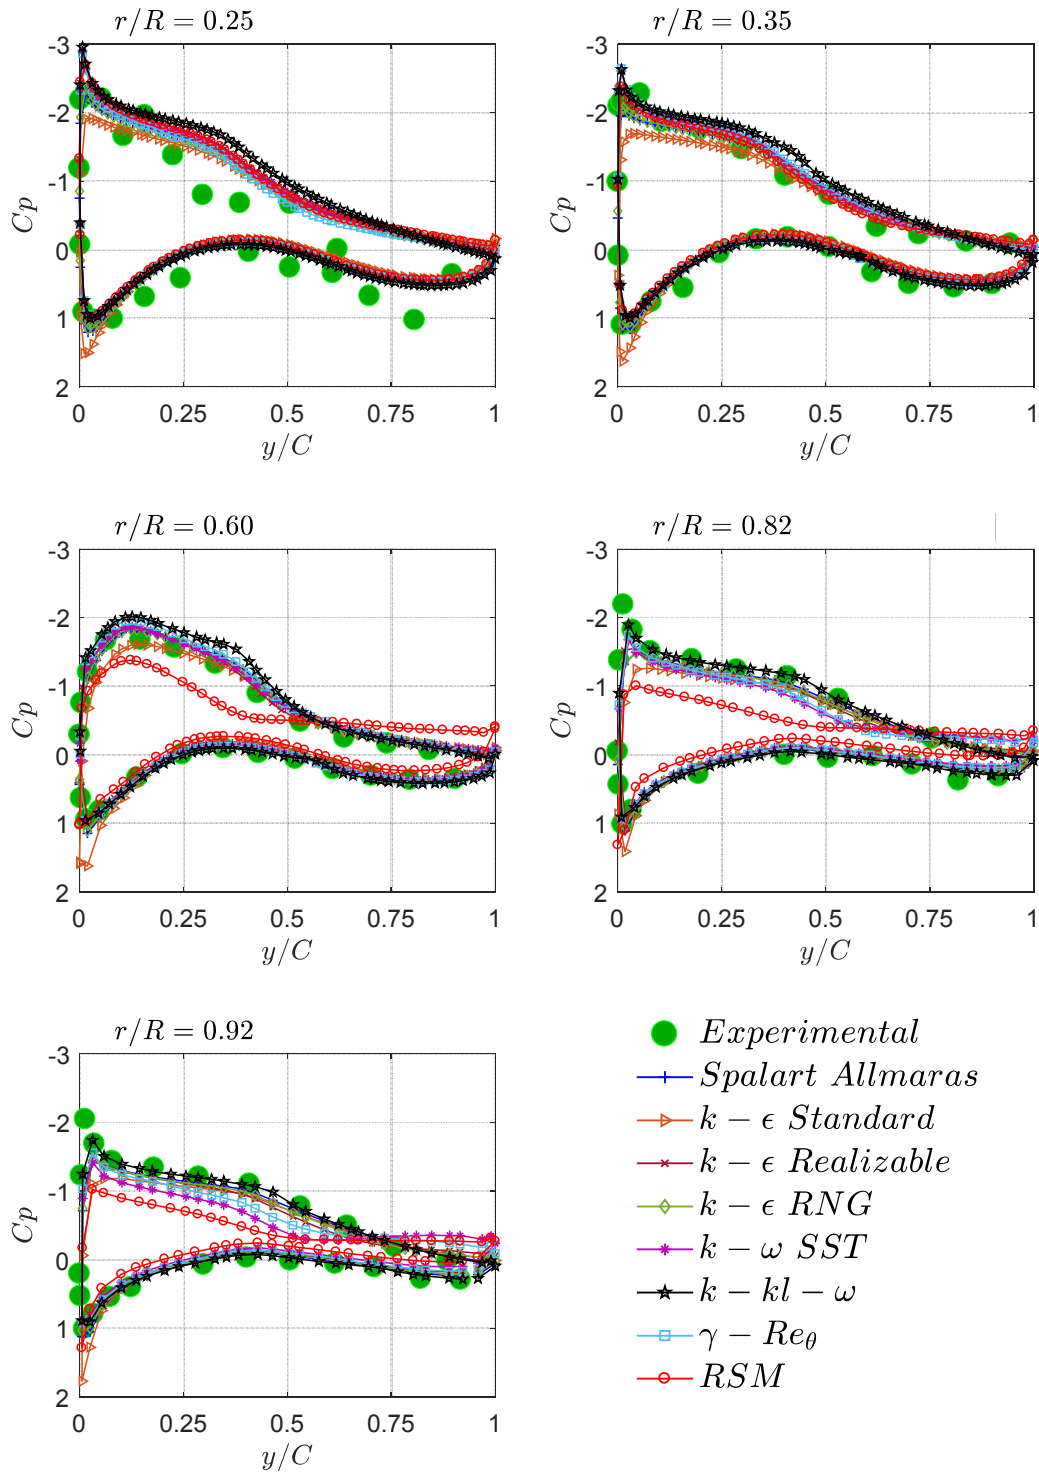 r/R = 0.25
-3
-2
-1
0
1
2
Cp
0 0.25 0.5 0.75 1
y/C
r/R = 0.35
-3
-2
-1
0
1
2
Cp
0 0.25 0.5 0.75 1
y/C
r/R = 0.60
-3
-2
-1
0
1
2
Cp
0 0.25 0.5 0.75 1
y/C
r/R = 0.82
-3
-2
-1
0
1
2
Cp
0 0.25 0.5 0.75 1
y/C
r/R = 0.92
-3
-2
-1
0
1
2
Cp
0 0.25 0.5 0.75 1
y/C
Experimental
Spalart Allmaras
k − ϵ Standard
k − ϵ Realizable
k − ϵ RNG
k − ω SST
k − kl − ω
γ − Reθ
RSM